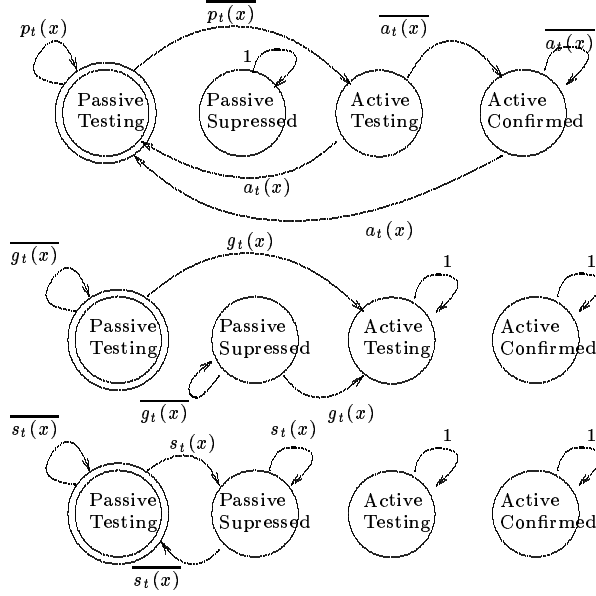 p_t(x)
\overline{p_t(x)}
\overline{a_t(x)}
\overline{a_t(x)}
1
Passive Testing
Passive Supressed
Active Testing
Active Confirmed
a_t(x)
a_t(x)
\overline{g_t(x)}
g_t(x)
1
1
Passive Testing
Passive Supressed
Active Testing
Active Confirmed
\overline{g_t(x)}
g_t(x)
\overline{s_t(x)}
s_t(x)
s_t(x)
1
1
Passive Testing
Passive Supressed
Active Testing
Active Confirmed
\overline{s_t(x)}